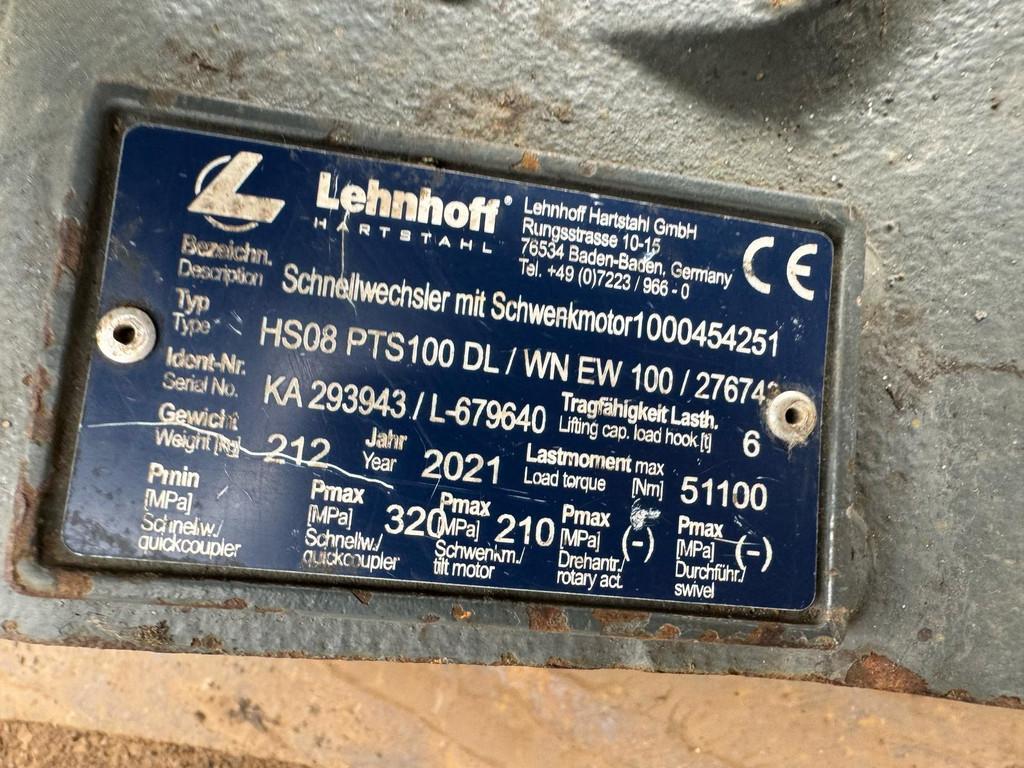 Lehnhoff®
HARTSTAHL
Lehnhoff Hartstahl GmbH
Rungsstrasse 10-15
76534 Baden-Baden, Germany
Tel. +49 (0)7223 / 966 - 0
CE
Bezeichn.
Description
Schnellwechsler mit Schwenkmotor1000454251
Typ
Type
HS08 PTS100 DL / WN EW 100 /
Ident-Nr.
Serial No.
KA 293943 / L-679640
Tragfähigkeit Lasth.
Lifting cap. load hook [t]
6
Gewicht
Weight [kg]
212
Jahr
Year
2021
Lastmoment max
Load torque [Nm]
51100
Pmin
[MPa]
Schnellw./
quickcoupler
Pmax
[MPa]
Schnellw./
quickcoupler
320
Pmax
[MPa]
Schwenkm./
tilt motor
210
Pmax
[MPa]
Drehantr./
rotary act.
(-)
Pmax
[MPa]
Durchführ./
swivel
(-)